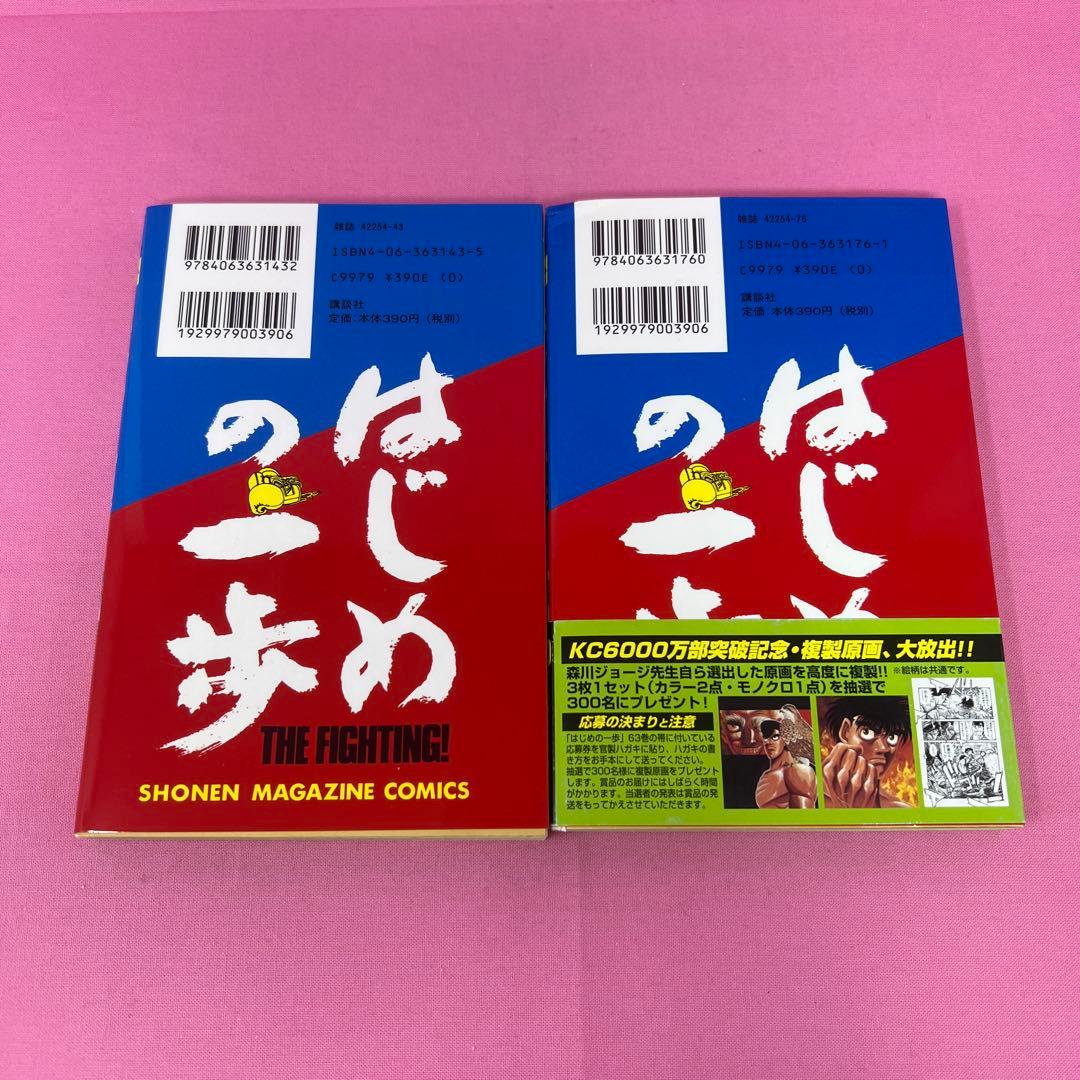 9784063631432
1929979003906
雑誌 42254-43
ISBN4-06-363143-5
C9979 ¥390E (0)
講談社
定価:本体390円(税別)
はじめ
の一歩
THE FIGHTING!
SHONEN MAGAZINE COMICS
9784063631760
1929979003906
雑誌 42254-76
ISBN4-06-363176-1
C9979 ¥390E (0)
講談社
定価:本体390円(税別)
はじめ
の一歩
KC6000万部突破記念・複製原画、大放出!!
森川ジョージ先生自ら選出した原画を高度に複製!! ※絵柄は共通です。
3枚1セット(カラー2点・モノクロ1点)を抽選で
300名にプレゼント!
応募の決まりと注意
「はじめの一歩」63巻の帯に付いている
応募券を官製ハガキに貼り、ハガキの書
き方をお手本にして送ってください。
抽選で300名様に複製原画をプレゼント
します。賞品のお届けにはしばらく時間
がかかります。当選者の発表は賞品の発
送をもってかえさせていただきます。